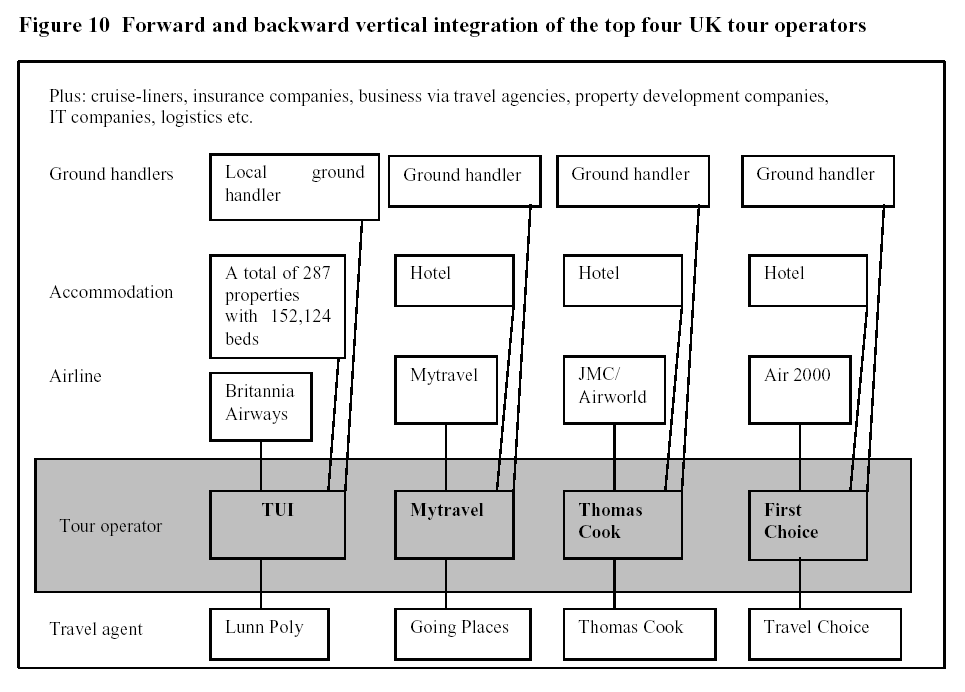 Figure 10 Forward and backward vertical integration of the top four UK tour operators
Plus: cruise-liners, insurance companies, business via travel agencies, property development companies,
IT companies, logistics etc.
Ground handlers
Local ground
handler
Ground handler
Ground handler
Ground handler
Accommodation
A total of 287
properties
with 152,124
beds
Hotel
Hotel
Hotel
Airline
Britannia
Airways
Mytravel
JMC/
Airworld
Air 2000
Tour operator
TUI
Mytravel
Thomas
Cook
First
Choice
Travel agent
Lunn Poly
Going Places
Thomas Cook
Travel Choice